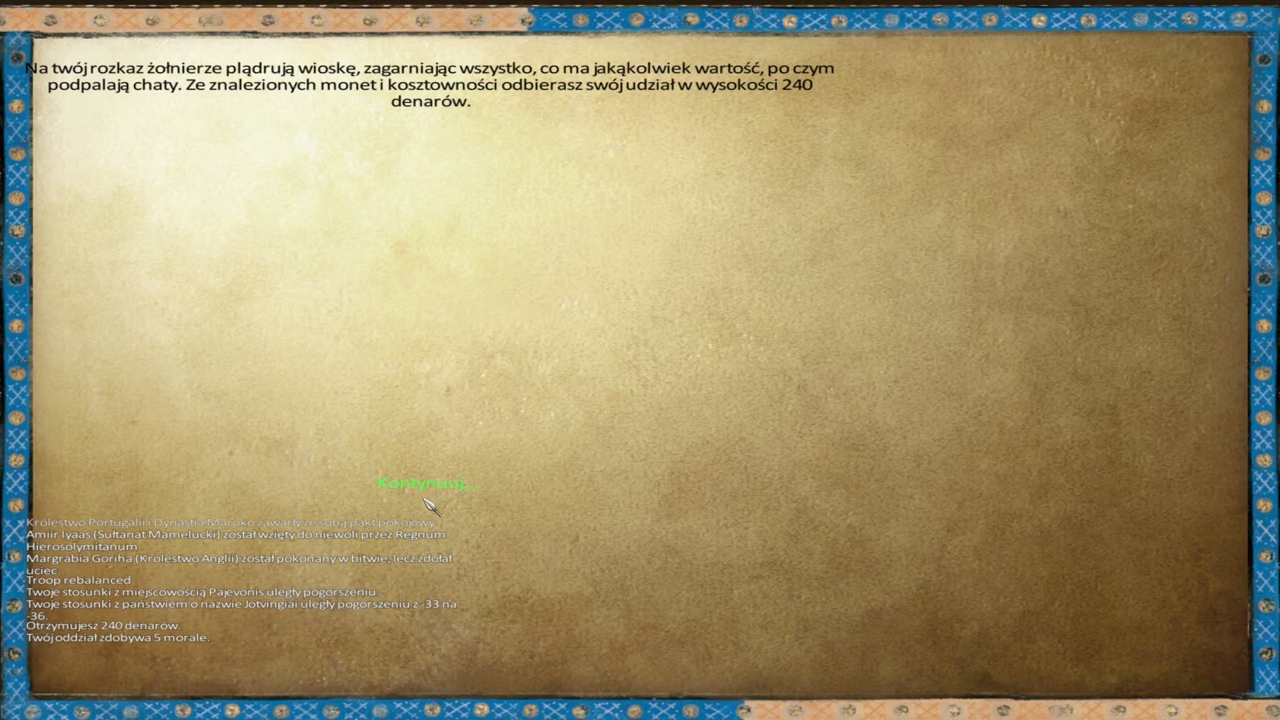 Na twój rozkaz żołnierze plądrują wioskę, zagarniając wszystko, co ma jakąkolwiek wartość, po czym
podpalają chaty. Ze znalezionych monet i kosztowności odbierasz swój udział w wysokości 240
denarów.
Kontynuuj...
Królestwo Portugalii i Dynastia Maroko zawarły ze sobą pakt pokojowy.
Amiir Iyaas (Sułtanat Mamelucki) został wzięty do niewoli przez Regnum
Hierosolymitanum.
Margrabia Goriha (Królestwo Anglii) został pokonany w bitwie, lecz zdołał
uciec.
Troop rebalanced
Twoje stosunki z miejscowością Pajevonis uległy pogorszeniu.
Twoje stosunki z państwem o nazwie Jotvingiai uległy pogorszeniu z -33 na
-36.
Otrzymujesz 240 denarów.
Twój oddział zdobywa 5 morale.